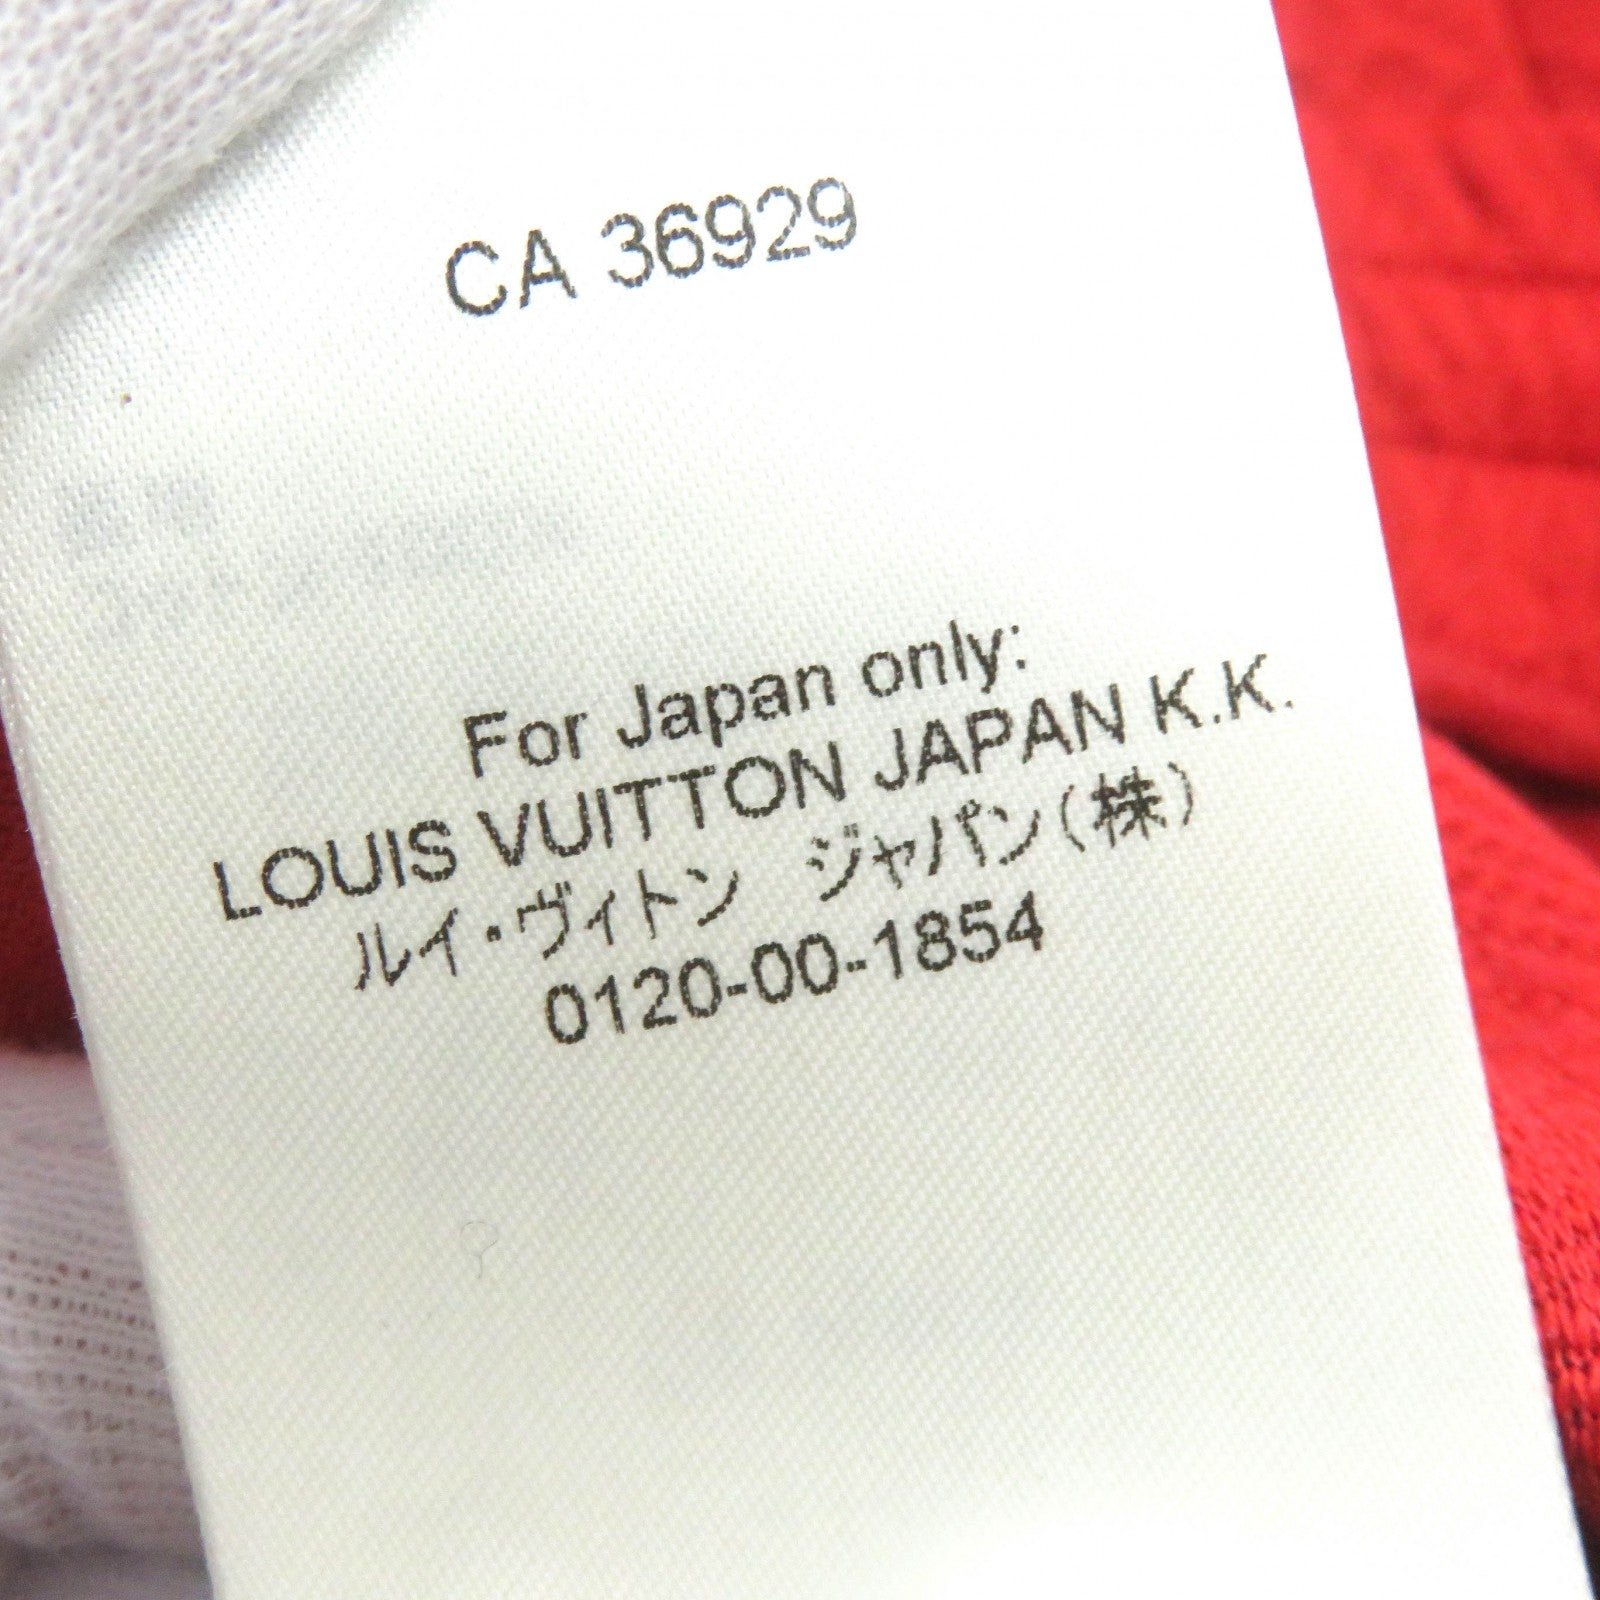 CA 36929
For Japan only:
LOUIS VUITTON JAPAN K.K.
ルイ・ヴィトン ジャパン(株)
0120-00-1854